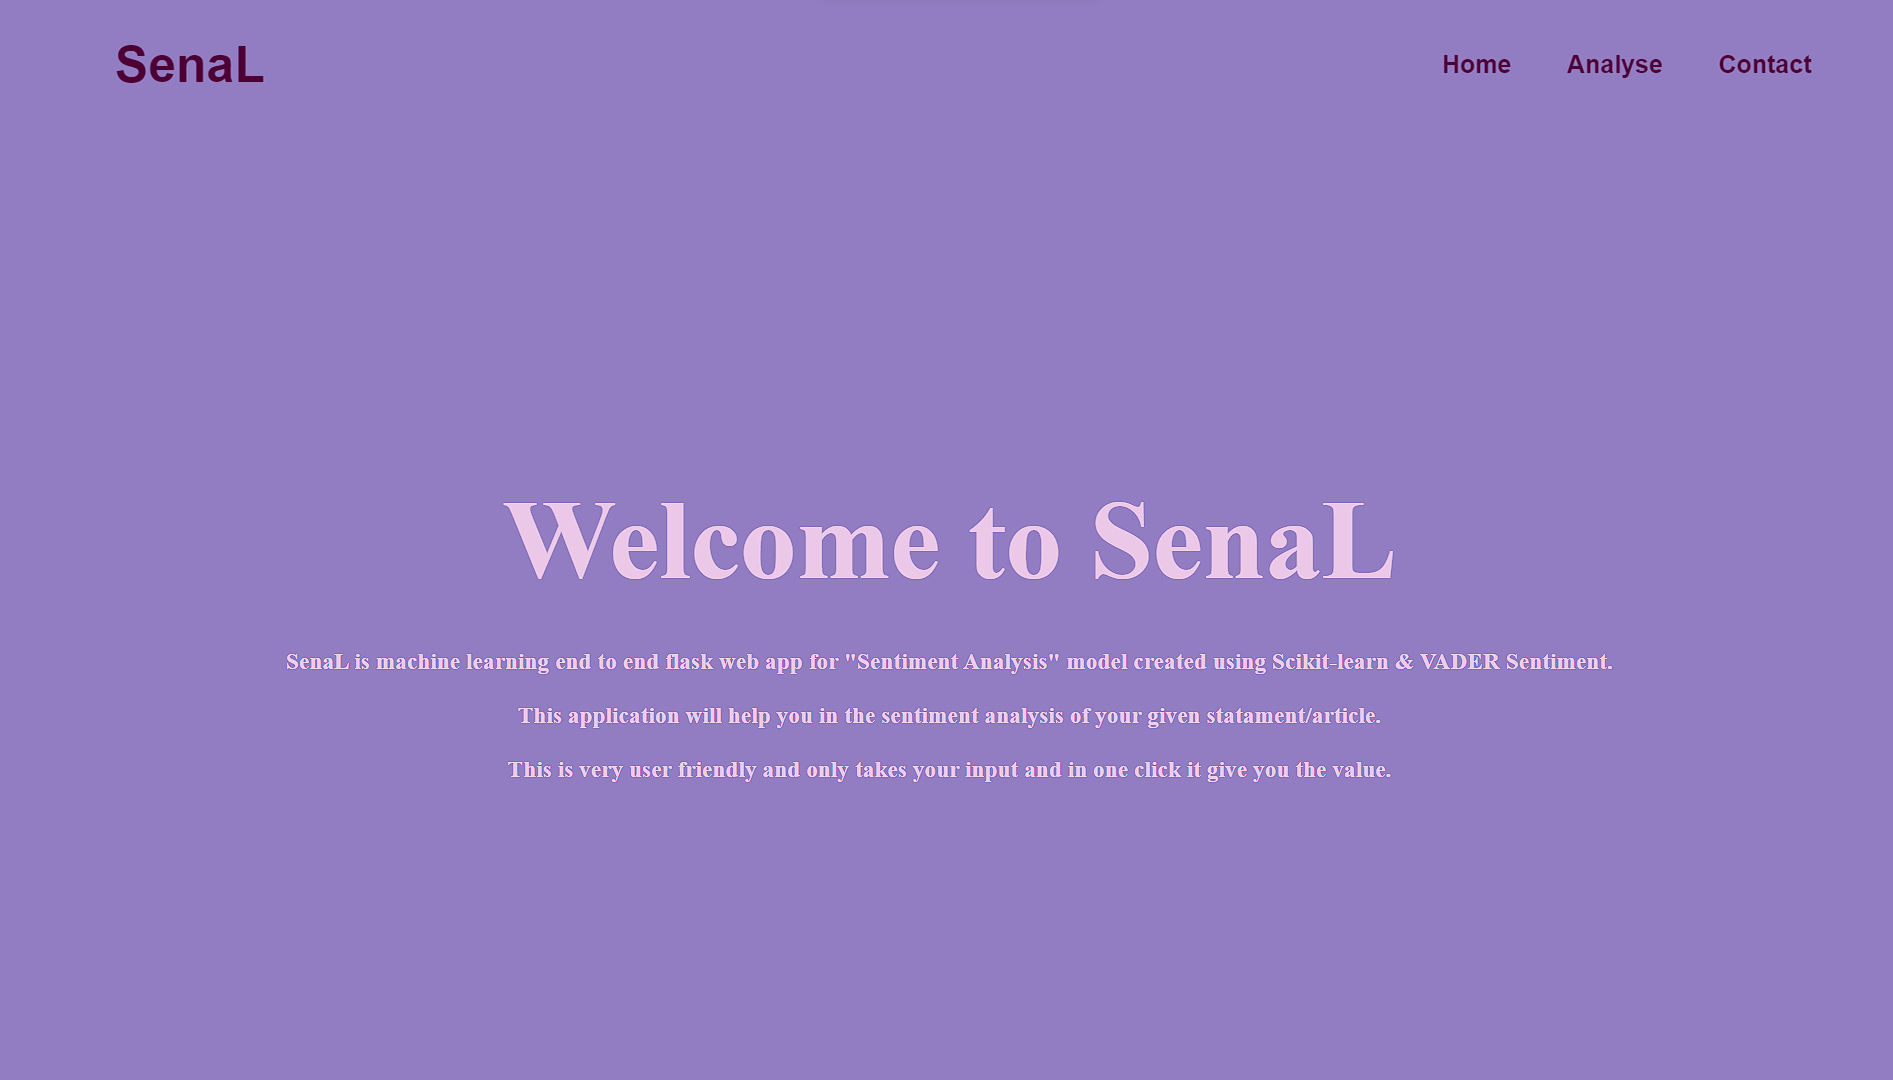 SenaL
Home Analyse Contact
Welcome to SenaL
SenaL is machine learning end to end flask web app for "Sentiment Analysis" model created using Scikit-learn & VADER Sentiment.
This application will help you in the sentiment analysis of your given statament/article.
This is very user friendly and only takes your input and in one click it give you the value.